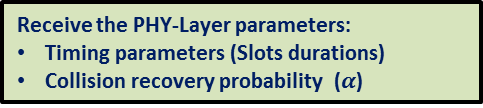 Receive the PHY-Layer parameters:
• Timing parameters (Slots durations)
• Collision recovery probability (𝜶)